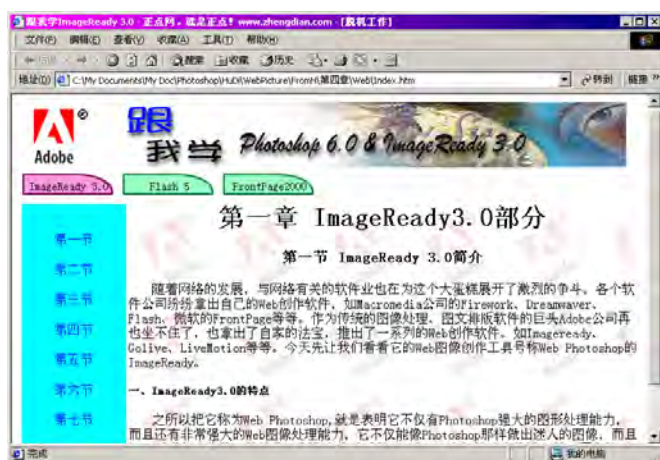 跟我学ImageReady 3.0 - 正点网，就是正点! www.zhengdian.com - [脱机工作]
文件(F) 编辑(E) 查看(V) 收藏(A) 工具(T) 帮助(H)
搜索 收藏 历史
地址(D) C:\My Documents\My Doc\Photoshop\HuDi\WebPicture\FromH\第四章\Web\Index.htm 转到 链接 »
Adobe
跟
我学 Photoshop 6.0 & ImageReady 3.0
ImageReady 3.0 Flash 5 FrontPage2000
第一章 ImageReady3.0部分
第一节 ImageReady 3.0简介
第一节
第二节
第三节
第四节
第五节
第六节
第七节
随着网络的发展，与网络有关的软件业也在为这个大蛋糕展开了激烈的争斗。各个软
件公司纷纷拿出自己的Web创作软件，如Macromedia公司的Firework、Dreamwaver、
Flash、微软的FrontPage等等。作为传统的图像处理、图文排版软件的巨头Adobe公司再
也坐不住了，也拿出了自家的法宝，推出了一系列的Web创作软件。如Imageready、
Golive、LiveMotion等等。今天先让我们看看它的Web图像创作工具号称Web Photoshop的
ImageReady。
一、ImageReady3.0的特点
之所以把它称为Web Photoshop,就是表明它不仅有Photoshop强大的图形处理能力，
而且还有非常强大的Web图像处理能力，它不仅能像Photoshop那样做出迷人的图像，而且
完成 我的电脑